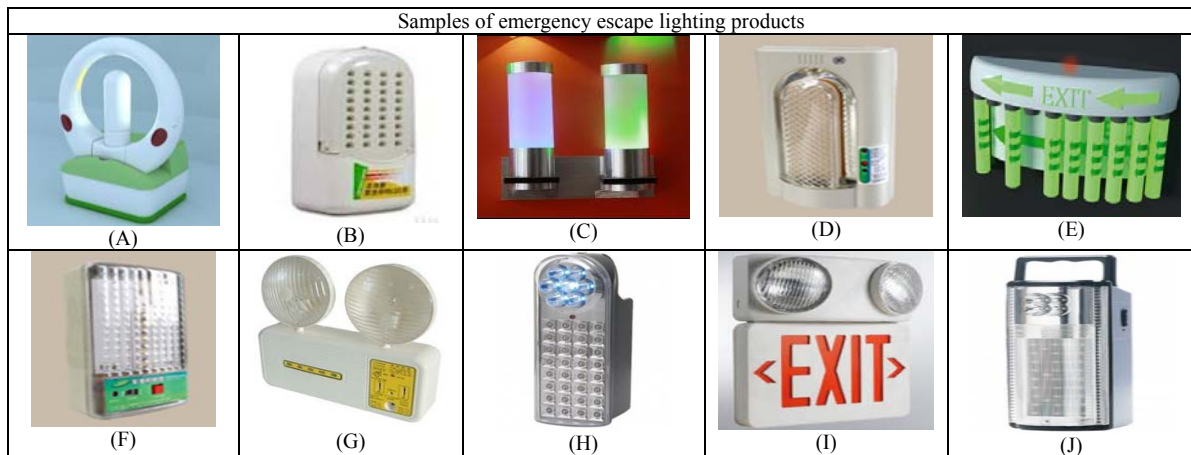 Samples of emergency escape lighting products
EXIT
(A)
(B)
(C)
(D)
(E)
EXIT
(F)
(G)
(H)
(I)
(J)